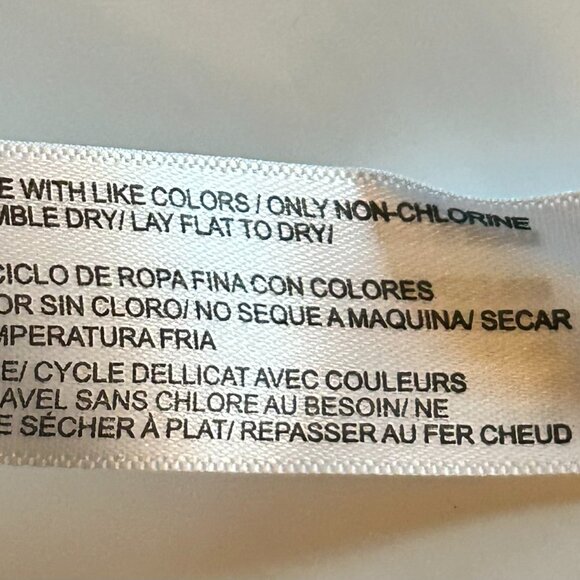 E WITH LIKE COLORS / ONLY NON-CHLORINE
MBLE DRY/ LAY FLAT TO DRY/
CICLO DE ROPA FINA CON COLORES
OR SIN CLORO/ NO SEQUE A MAQUINA/ SECAR
MPERATURA FRIA
E/ CYCLE DELLICAT AVEC COULEURS
AVEL SANS CHLORE AU BESOIN/ NE
E SÉCHER À PLAT/ REPASSER AU FER CHEUD